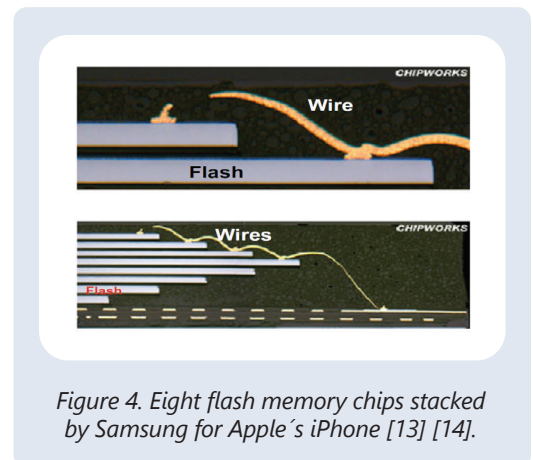 CHIPWORKS
Wire
Flash
CHIPWORKS
Wires
Flash
Figure 4. Eight flash memory chips stacked
by Samsung for Apple´s iPhone [13] [14].